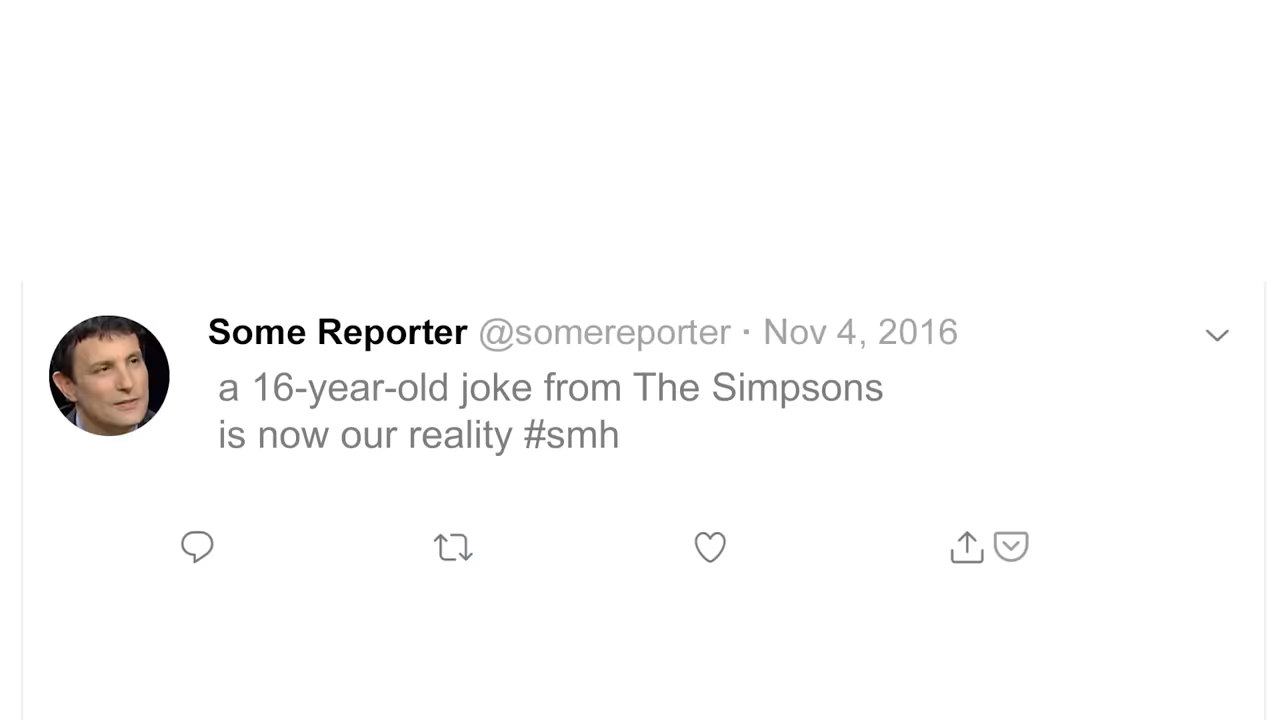 Some Reporter @somereporter · Nov 4, 2016
a 16-year-old joke from The Simpsons
is now our reality #smh